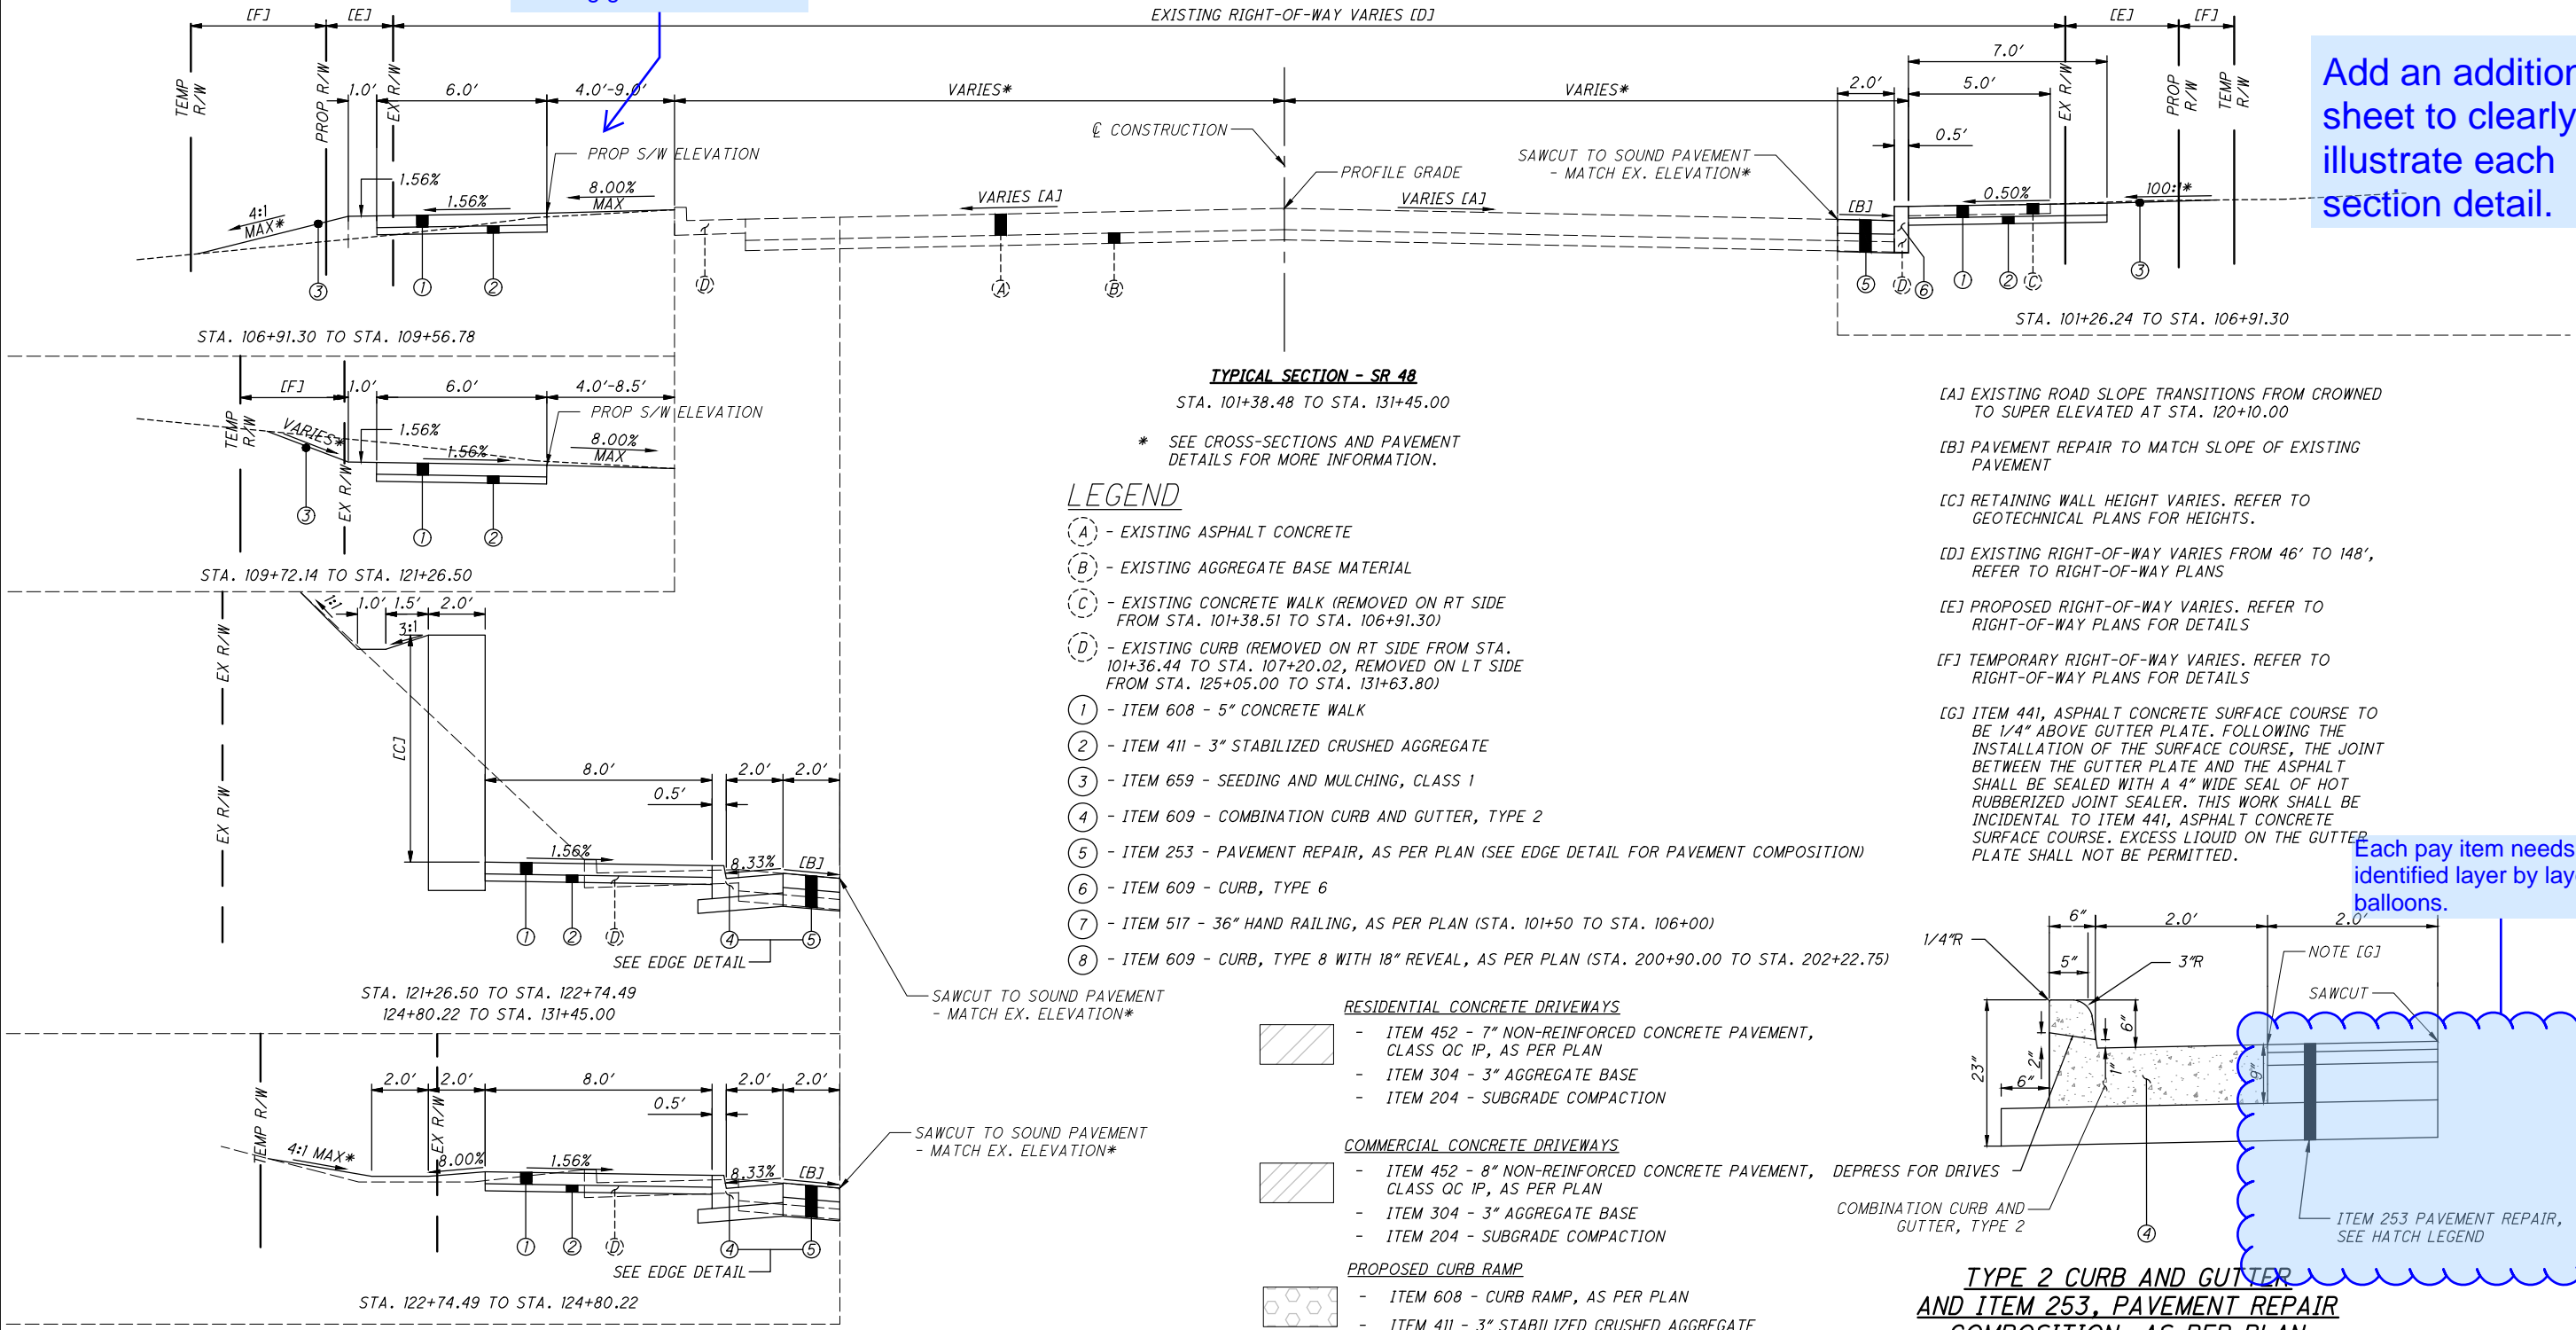 [F]
[E]
EXISTING RIGHT-OF-WAY VARIES [D]
[E]
[F]
TEMP R/W
PROP R/W
EX R/W
1.0'
6.0'
4.0'-9.0'
VARIES*
VARIES*
2.0'
7.0'
5.0'
0.5'
EX R/W
PROP R/W
TEMP R/W
Add an addition
sheet to clearly
illustrate each
section detail.
℄ CONSTRUCTION
PROP S/W ELEVATION
PROFILE GRADE
SAWCUT TO SOUND PAVEMENT
- MATCH EX. ELEVATION*
4:1
MAX*
1.56%
1.56%
8.00%
MAX
VARIES [A]
VARIES [A]
[B]
0.50%
100:1*
3
1
2
D
A
B
5
D
6
1
2
C
3
STA. 106+91.30 TO STA. 109+56.78
STA. 101+26.24 TO STA. 106+91.30
TYPICAL SECTION - SR 48
STA. 101+38.48 TO STA. 131+45.00
* SEE CROSS-SECTIONS AND PAVEMENT
DETAILS FOR MORE INFORMATION.
[F]
1.0'
6.0'
4.0'-8.5'
TEMP R/W
EX R/W
PROP S/W ELEVATION
VARIES*
1.56%
1.56%
8.00%
MAX
3
1
2
STA. 109+72.14 TO STA. 121+26.50
EX R/W
EX R/W
1:1
1.0'
1.5'
2.0'
3:1
[C]
8.0'
2.0'
2.0'
0.5'
1.56%
8.33%
[B]
1
2
D
4
5
SEE EDGE DETAIL
SAWCUT TO SOUND PAVEMENT
- MATCH EX. ELEVATION*
STA. 121+26.50 TO STA. 122+74.49
124+80.22 TO STA. 131+45.00
TEMP R/W
EX R/W
2.0'
2.0'
8.0'
2.0'
2.0'
0.5'
4:1 MAX*
8.00%
1.56%
8.33%
[B]
SAWCUT TO SOUND PAVEMENT
- MATCH EX. ELEVATION*
1
2
D
4
5
SEE EDGE DETAIL
STA. 122+74.49 TO STA. 124+80.22
LEGEND
A - EXISTING ASPHALT CONCRETE
B - EXISTING AGGREGATE BASE MATERIAL
C - EXISTING CONCRETE WALK (REMOVED ON RT SIDE
FROM STA. 101+38.51 TO STA. 106+91.30)
D - EXISTING CURB (REMOVED ON RT SIDE FROM STA.
101+36.44 TO STA. 107+20.02, REMOVED ON LT SIDE
FROM STA. 125+05.00 TO STA. 131+63.80)
1 - ITEM 608 - 5" CONCRETE WALK
2 - ITEM 411 - 3" STABILIZED CRUSHED AGGREGATE
3 - ITEM 659 - SEEDING AND MULCHING, CLASS 1
4 - ITEM 609 - COMBINATION CURB AND GUTTER, TYPE 2
5 - ITEM 253 - PAVEMENT REPAIR, AS PER PLAN (SEE EDGE DETAIL FOR PAVEMENT COMPOSITION)
6 - ITEM 609 - CURB, TYPE 6
7 - ITEM 517 - 36" HAND RAILING, AS PER PLAN (STA. 101+50 TO STA. 106+00)
8 - ITEM 609 - CURB, TYPE 8 WITH 18" REVEAL, AS PER PLAN (STA. 200+90.00 TO STA. 202+22.75)
RESIDENTIAL CONCRETE DRIVEWAYS
- ITEM 452 - 7" NON-REINFORCED CONCRETE PAVEMENT,
CLASS QC 1P, AS PER PLAN
- ITEM 304 - 3" AGGREGATE BASE
- ITEM 204 - SUBGRADE COMPACTION
COMMERCIAL CONCRETE DRIVEWAYS
- ITEM 452 - 8" NON-REINFORCED CONCRETE PAVEMENT,
CLASS QC 1P, AS PER PLAN
- ITEM 304 - 3" AGGREGATE BASE
- ITEM 204 - SUBGRADE COMPACTION
PROPOSED CURB RAMP
- ITEM 608 - CURB RAMP, AS PER PLAN
- ITEM 411 - 3" STABILIZED CRUSHED AGGREGATE
[A] EXISTING ROAD SLOPE TRANSITIONS FROM CROWNED
TO SUPER ELEVATED AT STA. 120+10.00
[B] PAVEMENT REPAIR TO MATCH SLOPE OF EXISTING
PAVEMENT
[C] RETAINING WALL HEIGHT VARIES. REFER TO
GEOTECHNICAL PLANS FOR HEIGHTS.
[D] EXISTING RIGHT-OF-WAY VARIES FROM 46' TO 148',
REFER TO RIGHT-OF-WAY PLANS
[E] PROPOSED RIGHT-OF-WAY VARIES. REFER TO
RIGHT-OF-WAY PLANS FOR DETAILS
[F] TEMPORARY RIGHT-OF-WAY VARIES. REFER TO
RIGHT-OF-WAY PLANS FOR DETAILS
[G] ITEM 441, ASPHALT CONCRETE SURFACE COURSE TO
BE 1/4" ABOVE GUTTER PLATE. FOLLOWING THE
INSTALLATION OF THE SURFACE COURSE, THE JOINT
BETWEEN THE GUTTER PLATE AND THE ASPHALT
SHALL BE SEALED WITH A 4" WIDE SEAL OF HOT
RUBBERIZED JOINT SEALER. THIS WORK SHALL BE
INCIDENTAL TO ITEM 441, ASPHALT CONCRETE
SURFACE COURSE. EXCESS LIQUID ON THE GUTTER
PLATE SHALL NOT BE PERMITTED.
Each pay item needs
identified layer by lay
balloons.
6"
2.0'
2.0'
1/4"R
5"
3"R
NOTE [G]
SAWCUT
23"
6"
2"
1"
6"
9"
DEPRESS FOR DRIVES
COMBINATION CURB AND
GUTTER, TYPE 2
4
ITEM 253 PAVEMENT REPAIR,
SEE HATCH LEGEND
TYPE 2 CURB AND GUTTER
AND ITEM 253, PAVEMENT REPAIR
COMPOSITION, AS PER PLAN